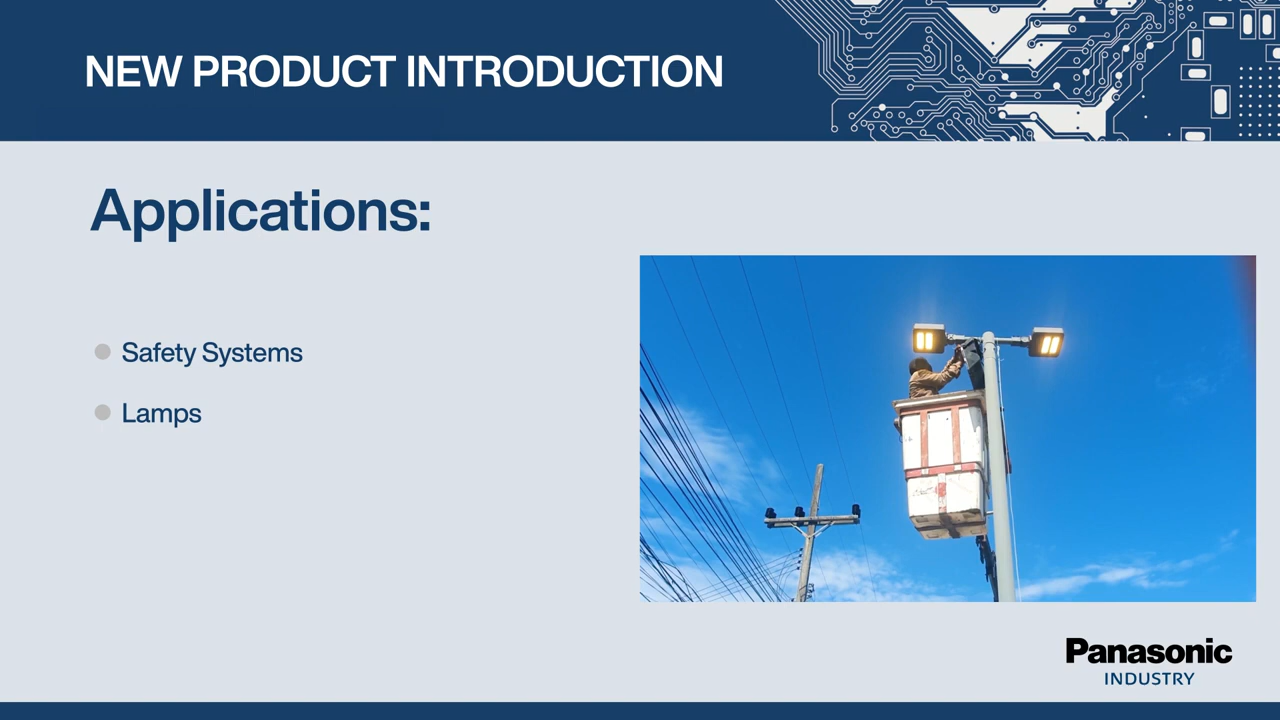 NEW PRODUCT INTRODUCTION
Applications:
Safety Systems
Lamps
Panasonic
INDUSTRY